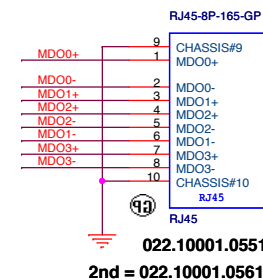 RJ45-8P-165-GP
9 CHASSIS#9
MDO0+ 1 MDO0+
MDO0- 2 MDO0-
MDO1+ 3 MDO1+
MDO2+ 4 MDO2+
MDO2- 5 MDO2-
MDO1- 6 MDO1-
MDO3+ 7 MDO3+
MDO3- 8 MDO3-
10 CHASSIS#10
RJ45
RJ45
022.10001.0551
2nd = 022.10001.0561